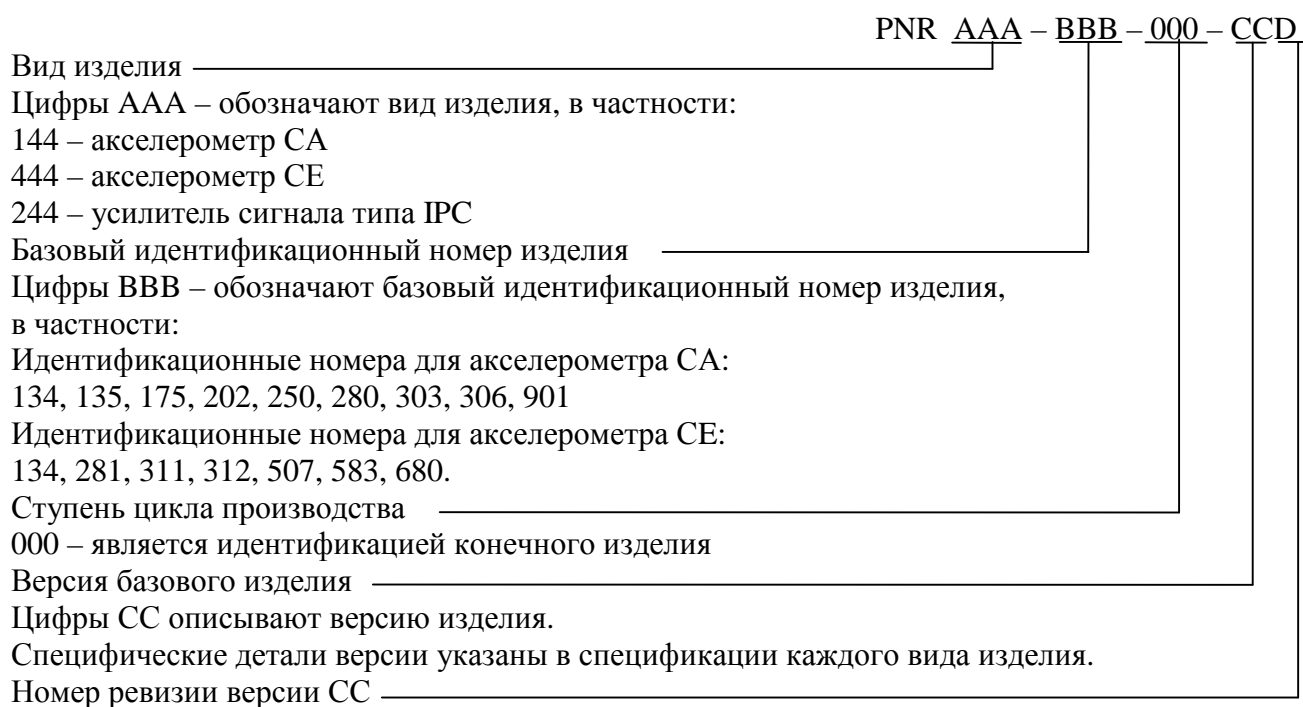 PNR AAA – BBB – 000 – CCD
Вид изделия
Цифры AAA – обозначают вид изделия, в частности:
144 – акселерометр CA
444 – акселерометр CE
244 – усилитель сигнала типа IPC
Базовый идентификационный номер изделия
Цифры BBB – обозначают базовый идентификационный номер изделия,
в частности:
Идентификационные номера для акселерометра CA:
134, 135, 175, 202, 250, 280, 303, 306, 901
Идентификационные номера для акселерометра CE:
134, 281, 311, 312, 507, 583, 680.
Ступень цикла производства
000 – является идентификацией конечного изделия
Версия базового изделия
Цифры CC описывают версию изделия.
Специфические детали версии указаны в спецификации каждого вида изделия.
Номер ревизии версии CC